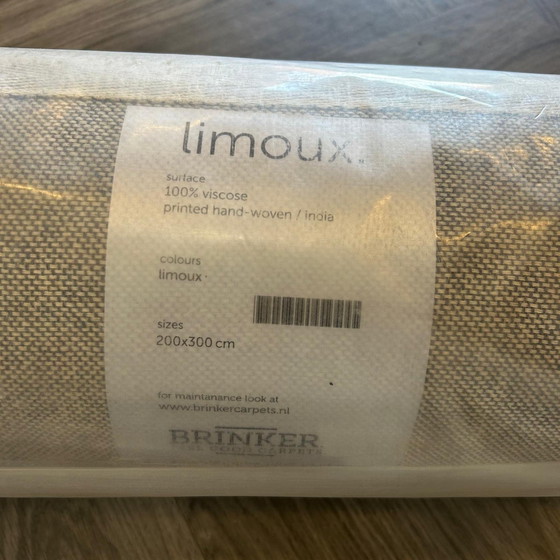 limoux.
surface
100% viscose
printed hand-woven / india
colours
limoux
sizes
200x300 cm
for maintanance look at
www.brinkercarpets.nl
BRINKER
CARPETS